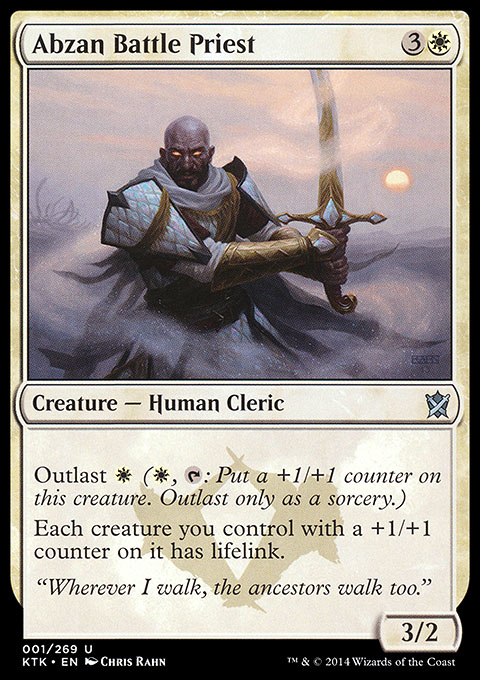 Abzan Battle Priest 3
Creature — Human Cleric
Outlast (, : Put a +1/+1 counter on
this creature. Outlast only as a sorcery.)
Each creature you control with a +1/+1
counter on it has lifelink.
“Wherever I walk, the ancestors walk too.”
3/2
001/269 U
KTK • EN Chris Rahn
™ & © 2014 Wizards of the Coast